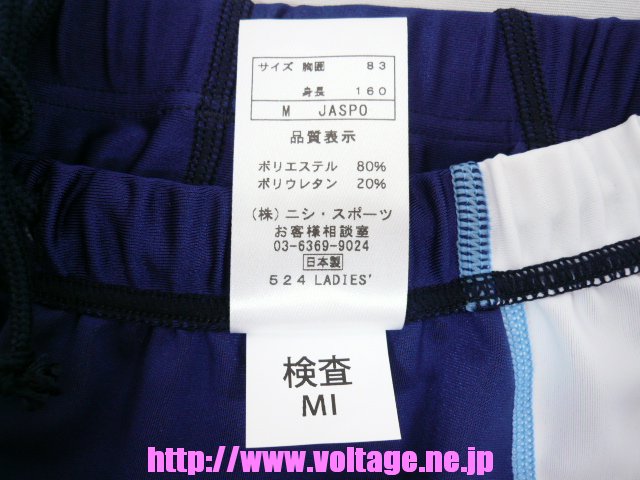 サイズ 胸囲 83
身長 160
M JASPO
品質表示
ポリエステル 80%
ポリウレタン 20%
(株) ニシ・スポーツ
お客様相談室
03-6369-9024
日本製
524 LADIES'
検査
MI
http://www.voltage.ne.jp